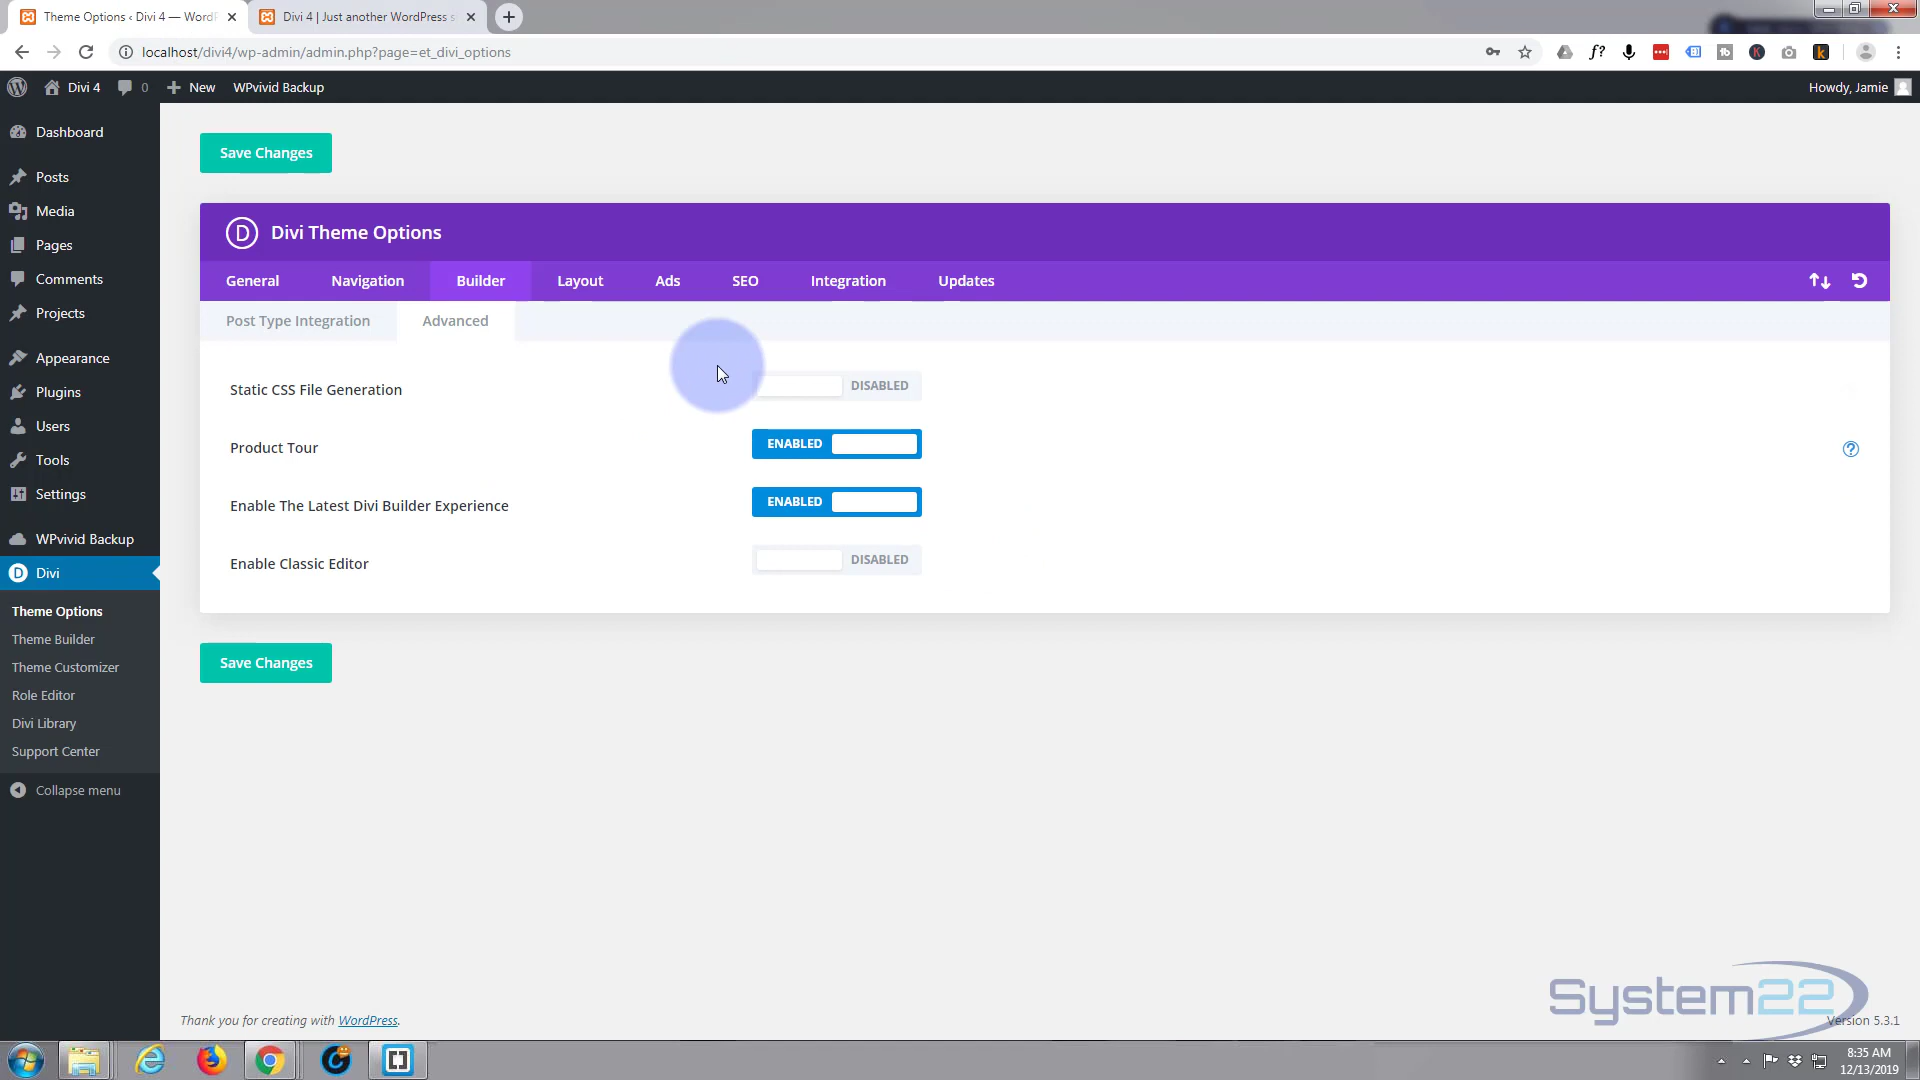 Theme Options ‹ Divi 4 — WordP
Divi 4 | Just another WordPress s
localhost/divi4/wp-admin/admin.php?page=et_divi_options
Divi 4
0
New
WPvivid Backup
Howdy, Jamie
Dashboard
Posts
Media
Pages
Comments
Projects
Appearance
Plugins
Users
Tools
Settings
WPvivid Backup
Divi
Theme Options
Theme Builder
Theme Customizer
Role Editor
Divi Library
Support Center
Collapse menu
Save Changes
Divi Theme Options
General Navigation Builder Layout Ads SEO Integration Updates
Post Type Integration Advanced
Static CSS File Generation DISABLED
Product Tour ENABLED
Enable The Latest Divi Builder Experience ENABLED
Enable Classic Editor DISABLED
Save Changes
System22
Thank you for creating with WordPress.
Version 5.3.1
8:35 AM
12/13/2019